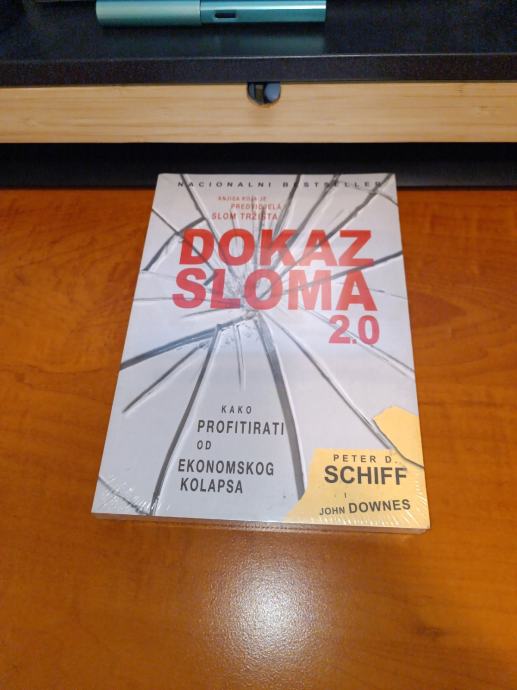 NACIONALNI BESTSELLER
KNJIGA KOJA JE
PREDVIDJELA
SLOM TRŽIŠTA
DOKAZ
SLOMA
2.0
KAKO
PROFITIRATI
OD
EKONOMSKOG
KOLAPSA
PETER D.
SCHIFF
I
JOHN DOWNES